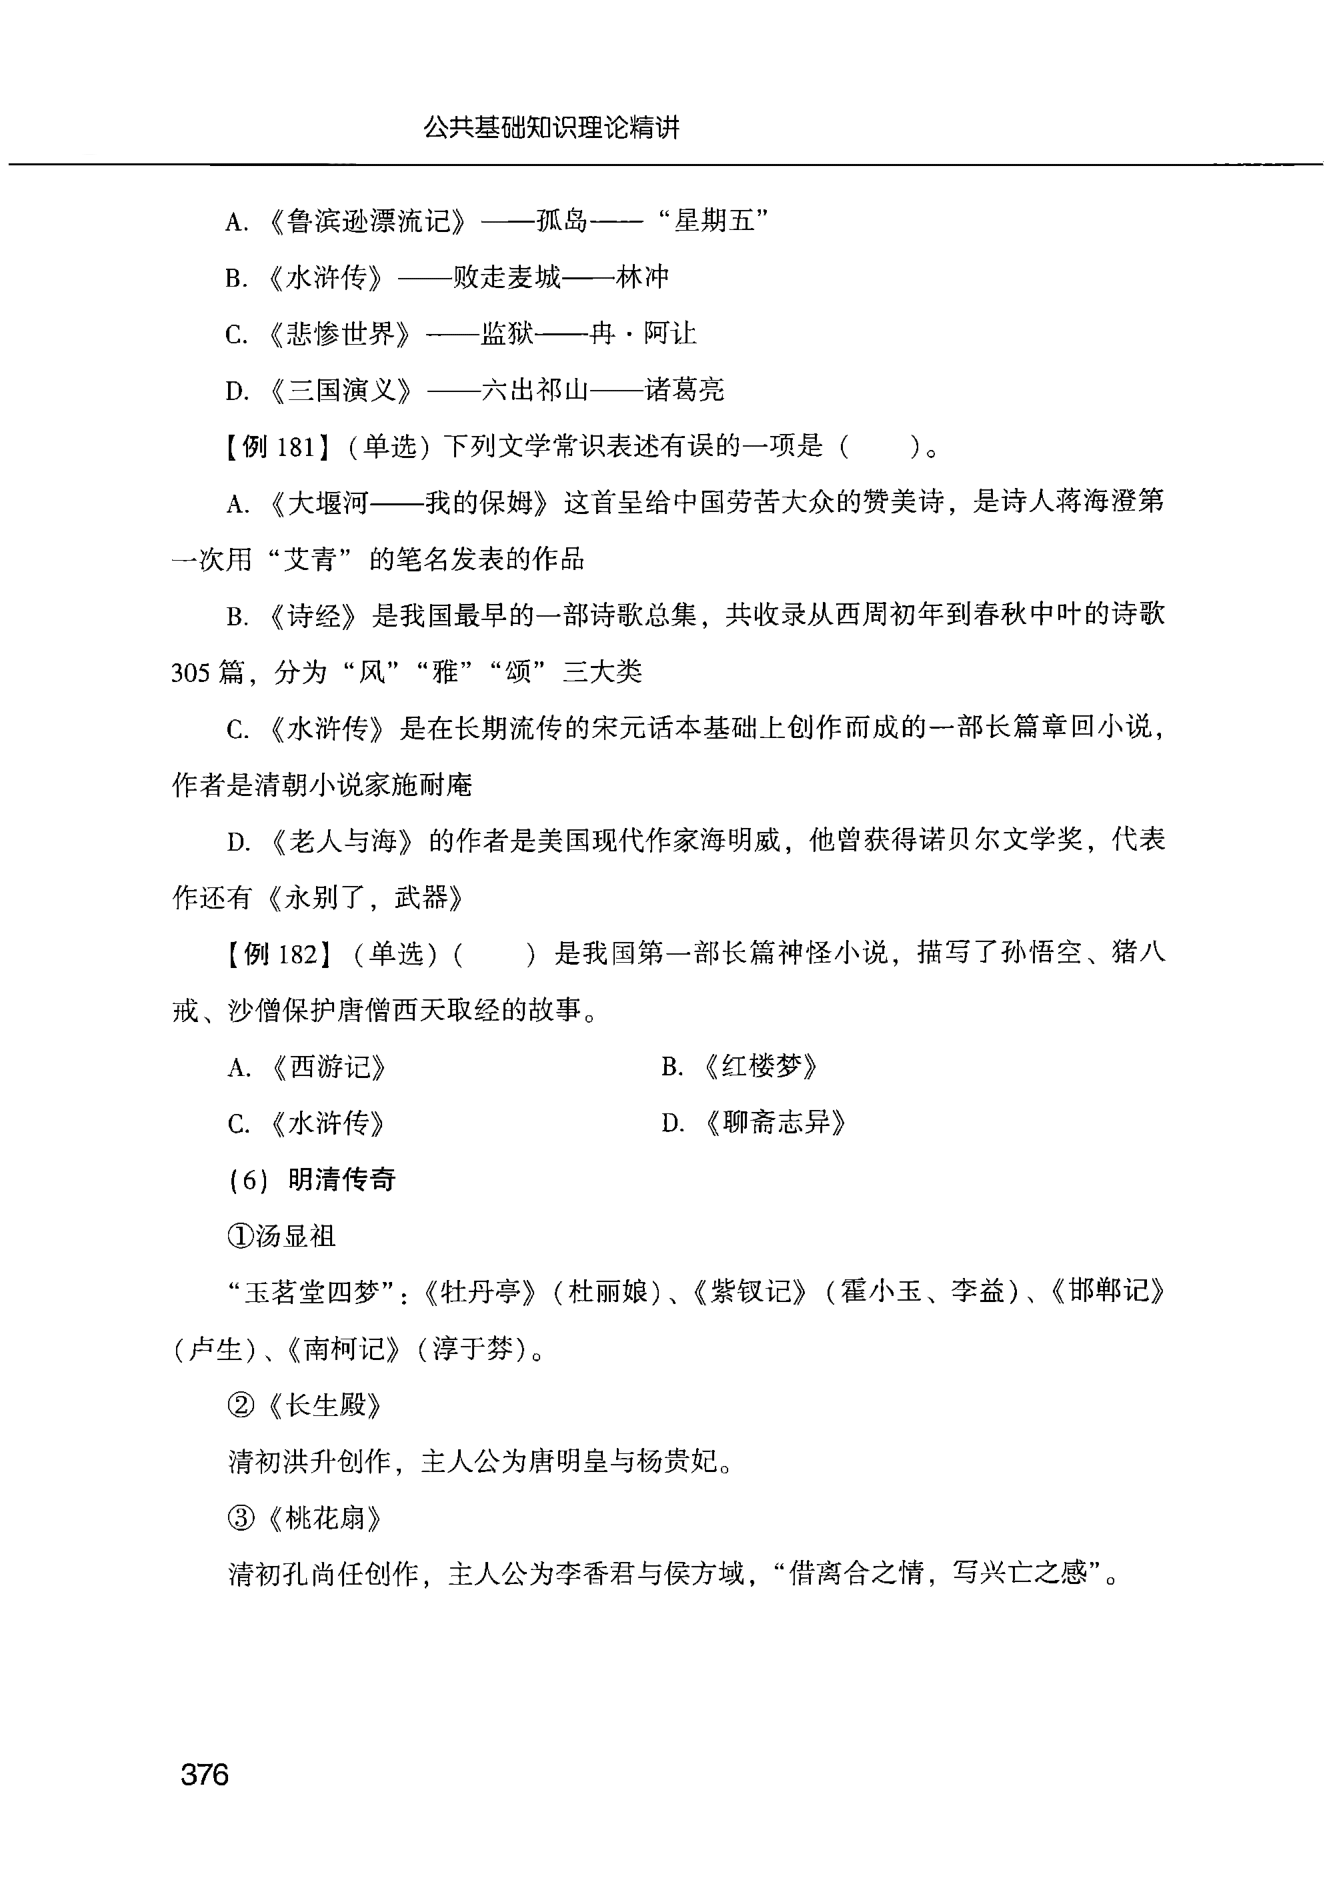 公共基础知识理论精讲
A. 《鲁滨逊漂流记》——孤岛——“星期五”
B. 《水浒传》——败走麦城——林冲
C. 《悲惨世界》——监狱——冉·阿让
D. 《三国演义》——六出祁山——诸葛亮
【例 181】(单选) 下列文学常识表述有误的一项是（　　）。
A. 《大堰河——我的保姆》这首呈给中国劳苦大众的赞美诗，是诗人蒋海澄第
一次用“艾青”的笔名发表的作品
B. 《诗经》是我国最早的一部诗歌总集，共收录从西周初年到春秋中叶的诗歌
305 篇，分为“风”“雅”“颂”三大类
C. 《水浒传》是在长期流传的宋元话本基础上创作而成的一部长篇章回小说，
作者是清朝小说家施耐庵
D. 《老人与海》的作者是美国现代作家海明威，他曾获得诺贝尔文学奖，代表
作还有《永别了，武器》
【例 182】(单选)（　　）是我国第一部长篇神怪小说，描写了孙悟空、猪八
戒、沙僧保护唐僧西天取经的故事。
A. 《西游记》　　B. 《红楼梦》
C. 《水浒传》　　D. 《聊斋志异》
(6) 明清传奇
①汤显祖
“玉茗堂四梦”：《牡丹亭》(杜丽娘)、《紫钗记》(霍小玉、李益)、《邯郸记》
(卢生)、《南柯记》(淳于棼)。
②《长生殿》
清初洪升创作，主人公为唐明皇与杨贵妃。
③《桃花扇》
清初孔尚任创作，主人公为李香君与侯方域，“借离合之情，写兴亡之感”。
376